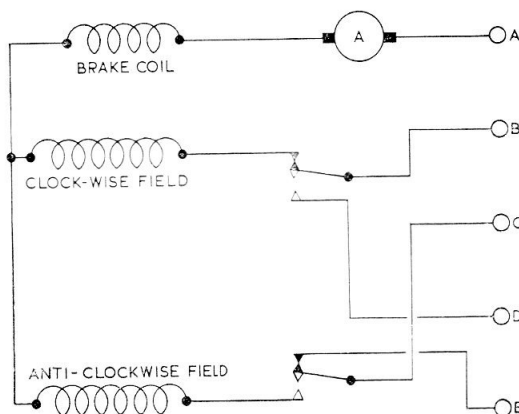 A
A
BRAKE COIL
B
CLOCK-WISE FIELD
C
D
ANTI-CLOCKWISE FIELD
E